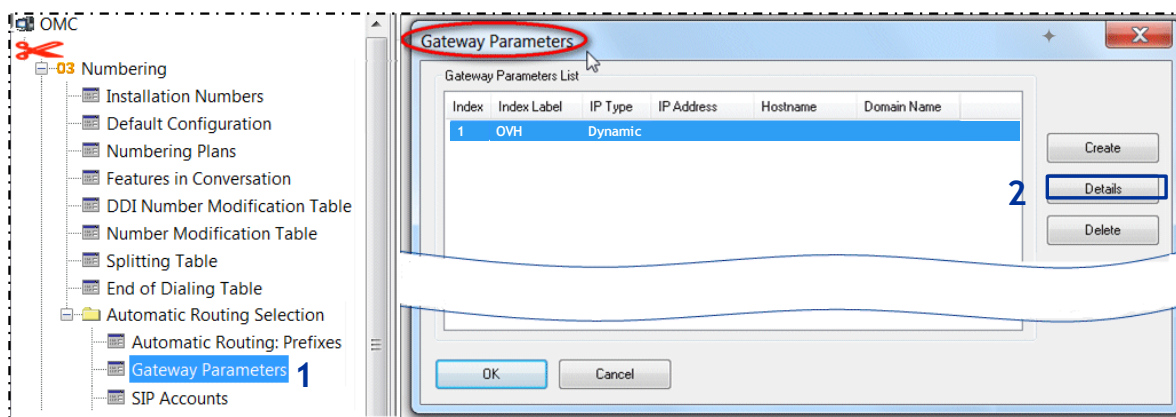 OMC
03 Numbering
Installation Numbers
Default Configuration
Numbering Plans
Features in Conversation
DDI Number Modification Table
Number Modification Table
Splitting Table
End of Dialing Table
Automatic Routing Selection
Automatic Routing: Prefixes
Gateway Parameters 1
SIP Accounts
Gateway Parameters
Gateway Parameters List
Index Index Label IP Type IP Address Hostname Domain Name
1 OVH Dynamic
Create
2 Details
Delete
OK Cancel